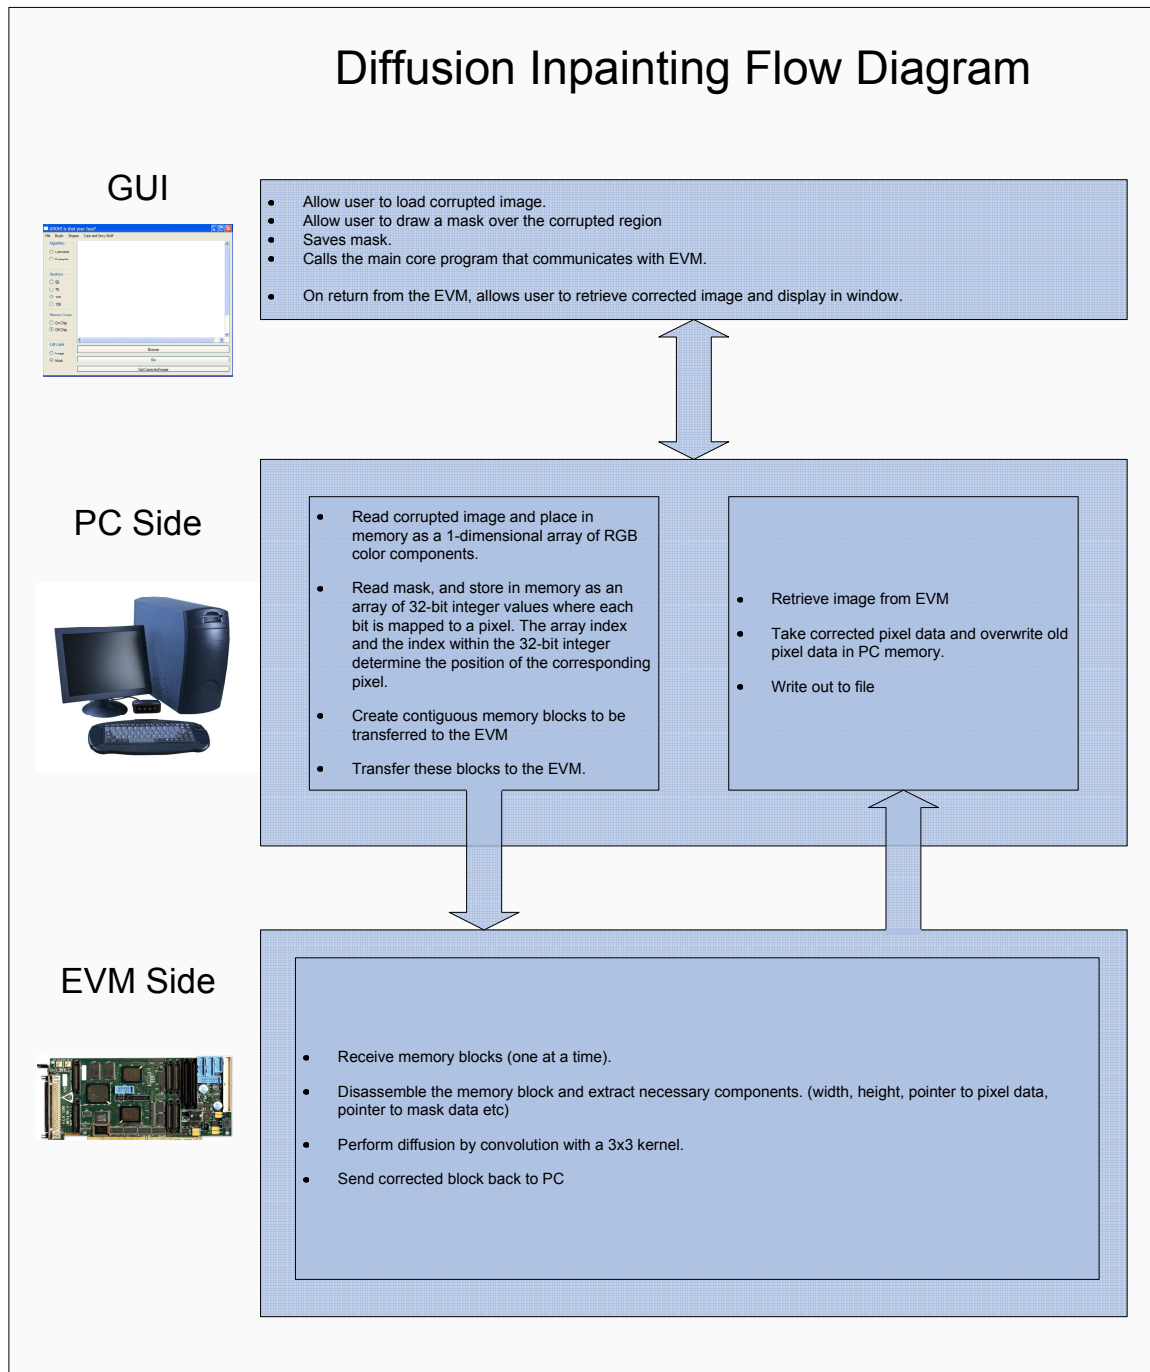 Diffusion Inpainting Flow Diagram
GUI
File Brush Shapes
Image
Mask
Browse
Go
• Allow user to load corrupted image.
• Allow user to draw a mask over the corrupted region
• Saves mask.
• Calls the main core program that communicates with EVM.
• On return from the EVM, allows user to retrieve corrected image and display in window.
PC Side
• Read corrupted image and place in
memory as a 1-dimensional array of RGB
color components.
• Read mask, and store in memory as an
array of 32-bit integer values where each
bit is mapped to a pixel. The array index
and the index within the 32-bit integer
determine the position of the corresponding
pixel.
• Create contiguous memory blocks to be
transferred to the EVM
• Transfer these blocks to the EVM.
• Retrieve image from EVM
• Take corrected pixel data and overwrite old
pixel data in PC memory.
• Write out to file
EVM Side
• Receive memory blocks (one at a time).
• Disassemble the memory block and extract necessary components. (width, height, pointer to pixel data,
pointer to mask data etc)
• Perform diffusion by convolution with a 3x3 kernel.
• Send corrected block back to PC